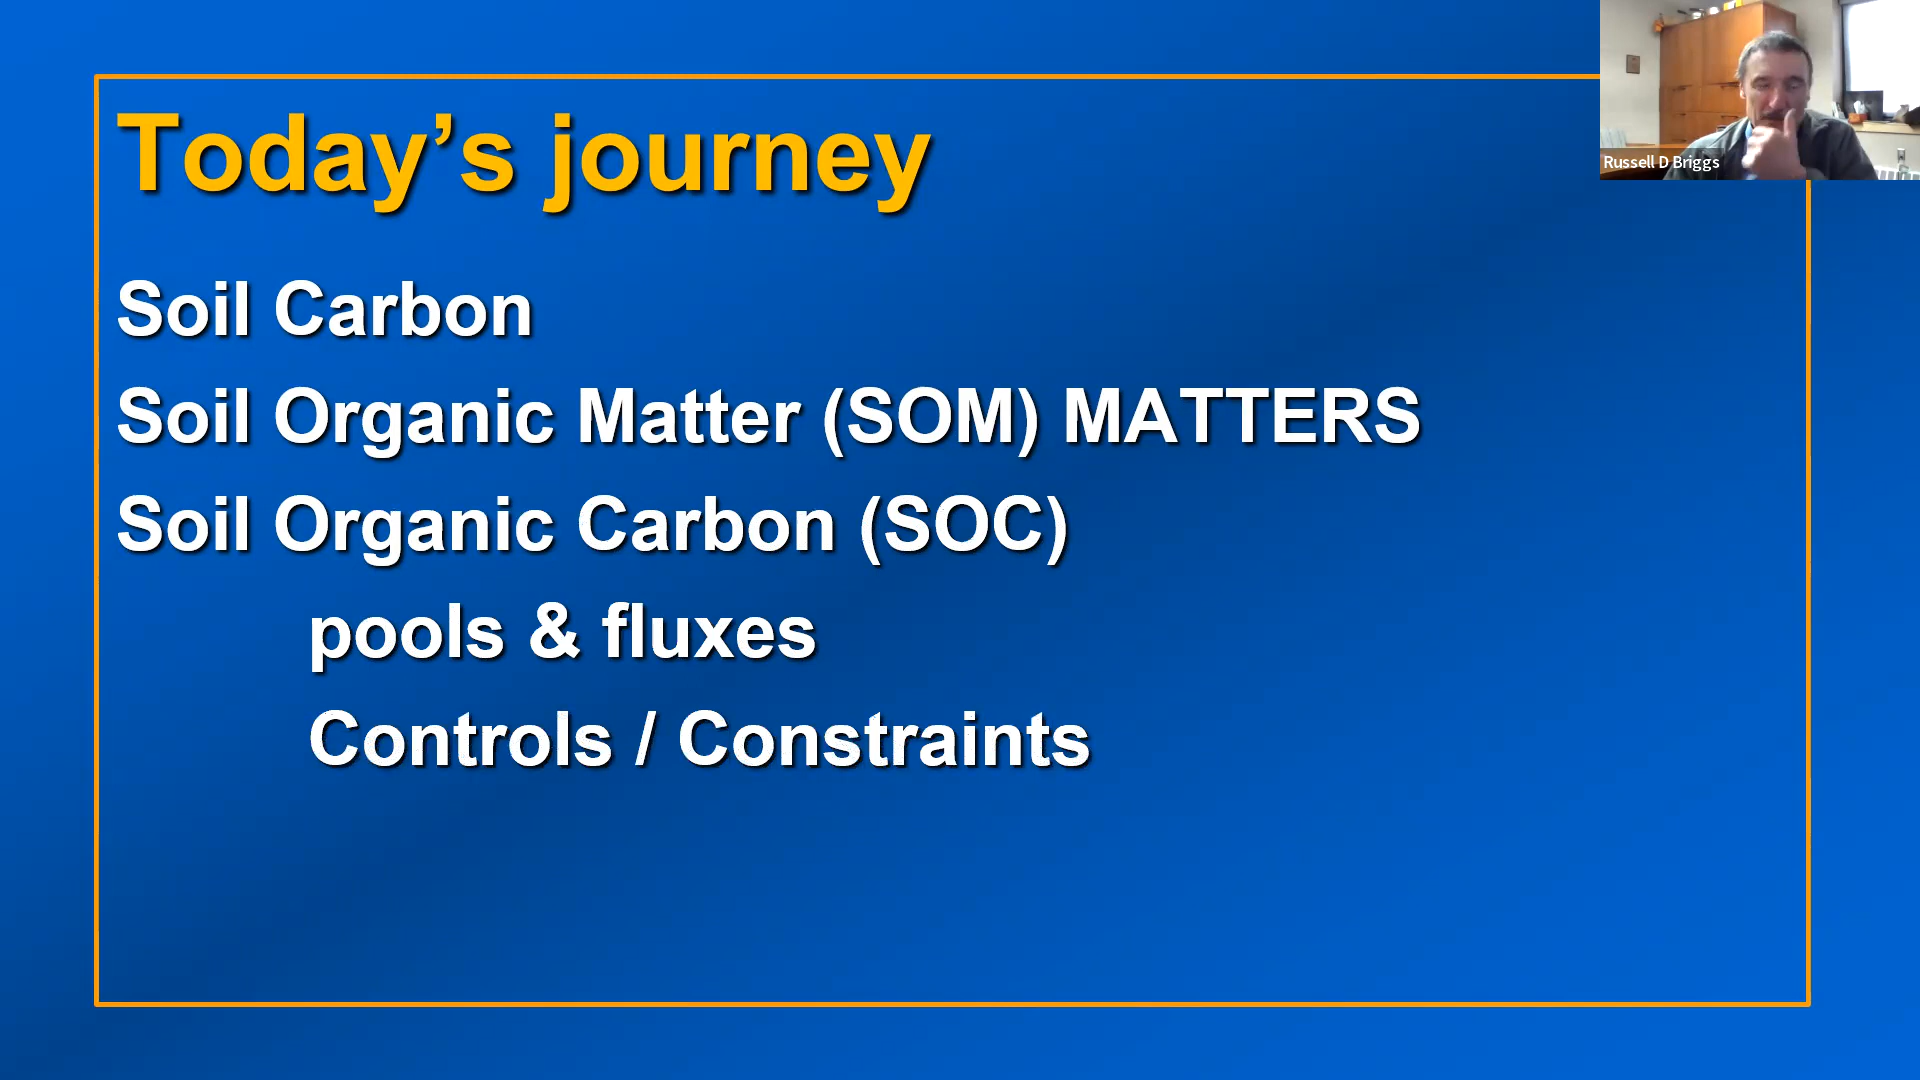 Today’s journey
Soil Carbon
Soil Organic Matter (SOM) MATTERS
Soil Organic Carbon (SOC)
pools & fluxes
Controls / Constraints
Russell D Briggs